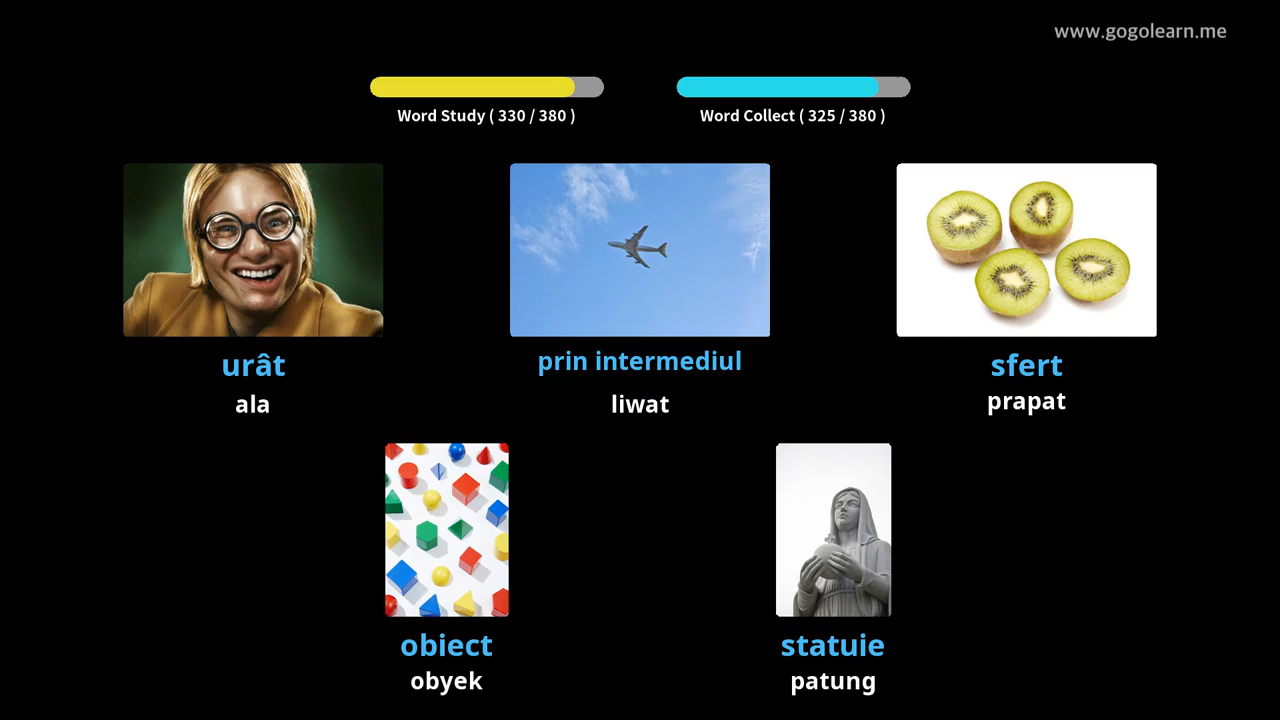 www.gogolearn.me
Word Study ( 330 / 380 )
Word Collect ( 325 / 380 )
urât
prin intermediul
sfert
ala
liwat
prapat
obiect
statuie
obyek
patung